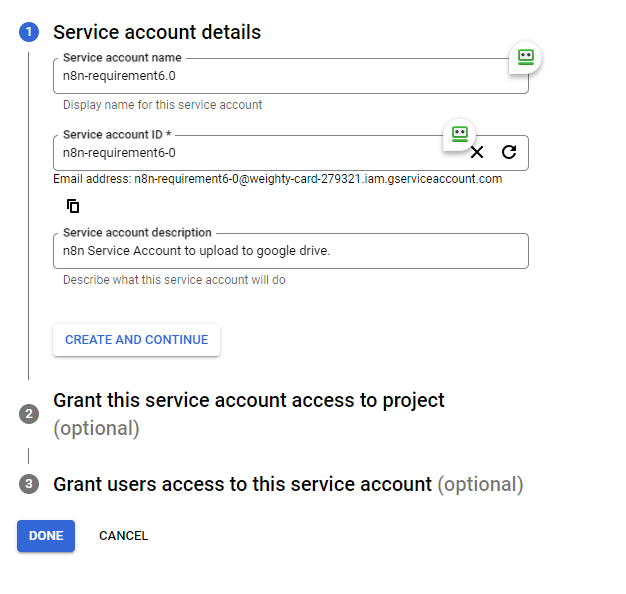 1 Service account details
Service account name
n8n-requirement6.0
Display name for this service account
Service account ID *
n8n-requirement6-0
Email address: n8n-requirement6-0@weighty-card-279321.iam.gserviceaccount.com
Service account description
n8n Service Account to upload to google drive.
Describe what this service account will do
CREATE AND CONTINUE
2 Grant this service account access to project
(optional)
3 Grant users access to this service account (optional)
DONE CANCEL